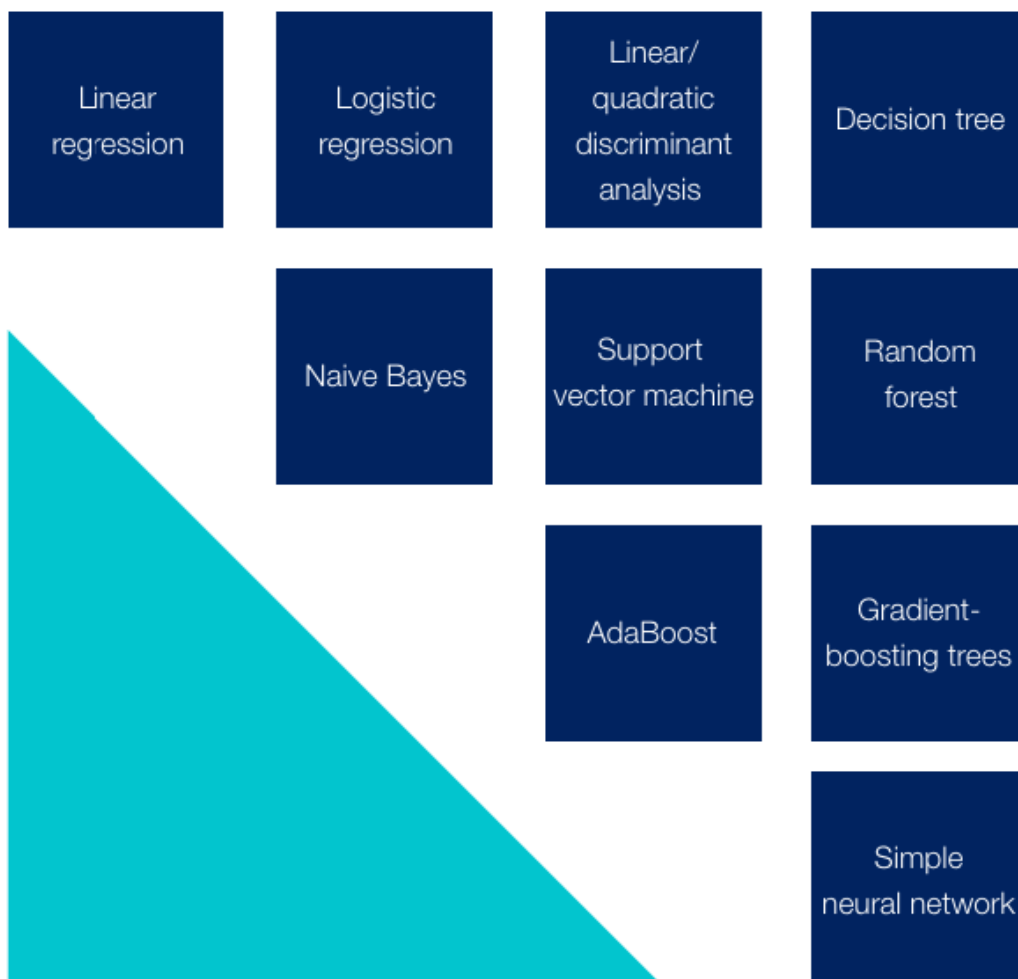 Linear
regression
Logistic
regression
Linear/
quadratic
discriminant
analysis
Decision tree
Naive Bayes
Support
vector machine
Random
forest
AdaBoost
Gradient-
boosting trees
Simple
neural network